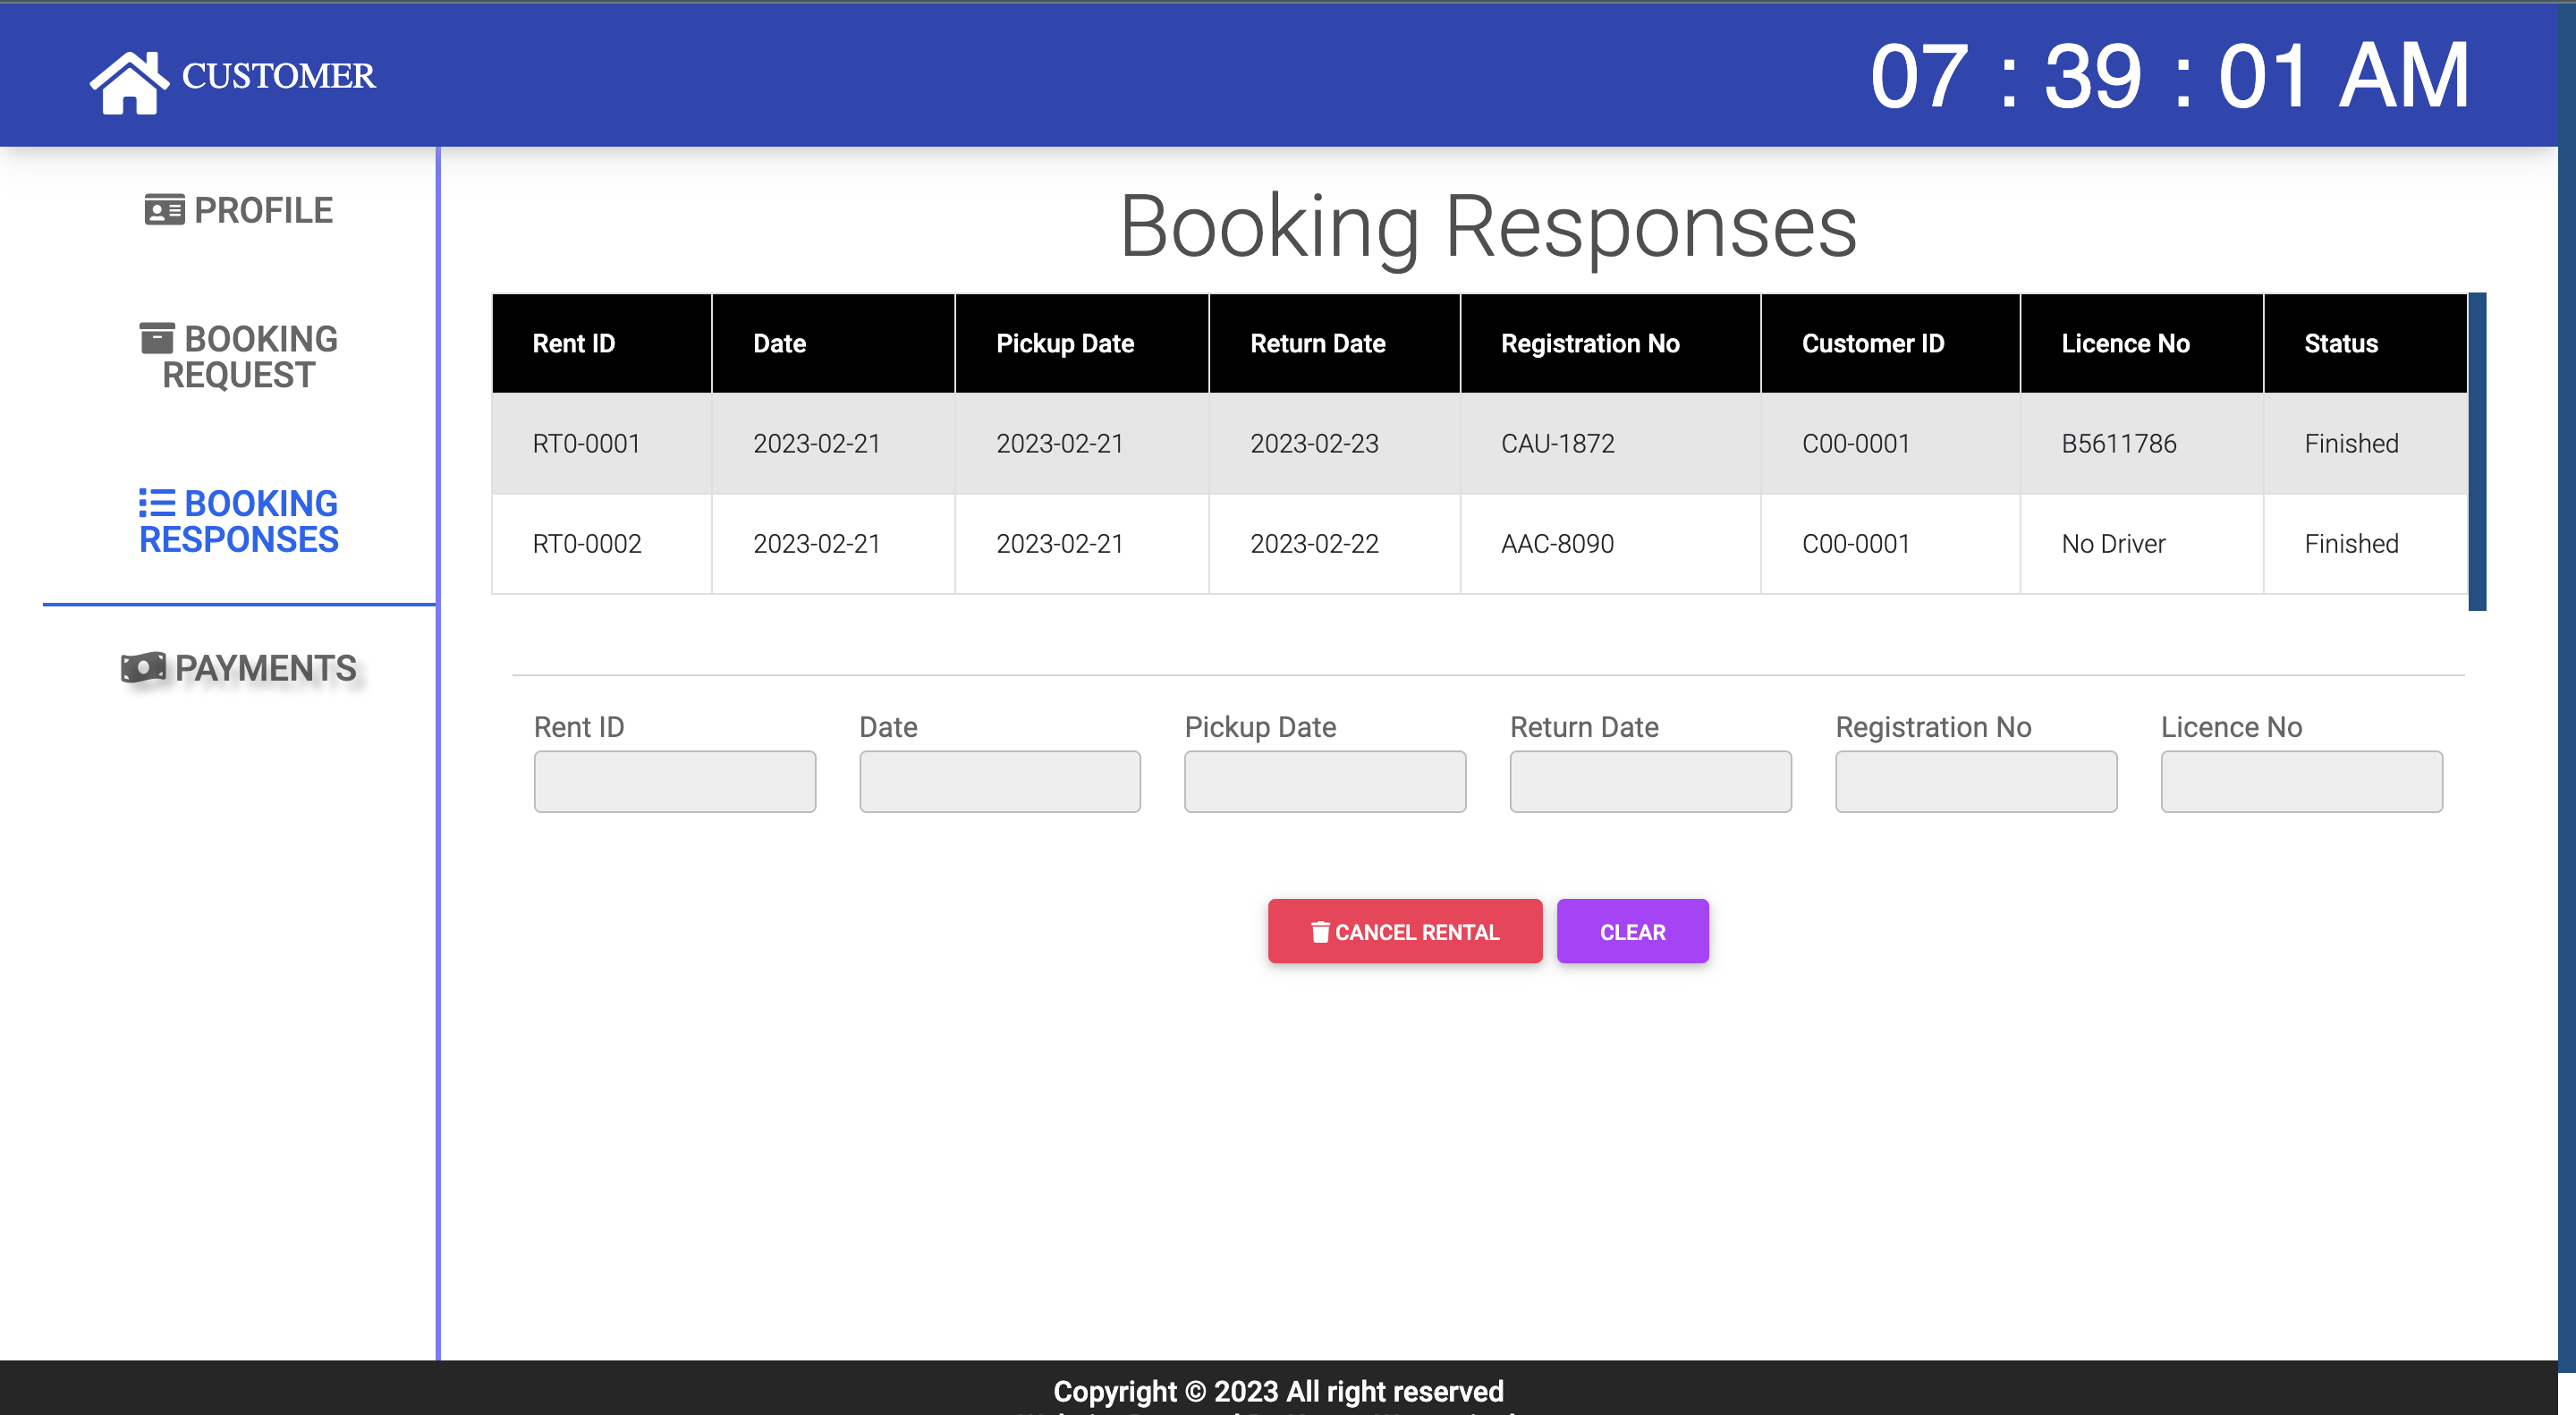 CUSTOMER
07 : 39 : 01 AM
PROFILE
BOOKING
REQUEST
BOOKING
RESPONSES
PAYMENTS
Booking Responses
Rent ID Date Pickup Date Return Date Registration No Customer ID Licence No Status
RT0-0001 2023-02-21 2023-02-21 2023-02-23 CAU-1872 C00-0001 B5611786 Finished
RT0-0002 2023-02-21 2023-02-21 2023-02-22 AAC-8090 C00-0001 No Driver Finished
Rent ID Date Pickup Date Return Date Registration No Licence No
CANCEL RENTAL CLEAR
Copyright © 2023 All right reserved